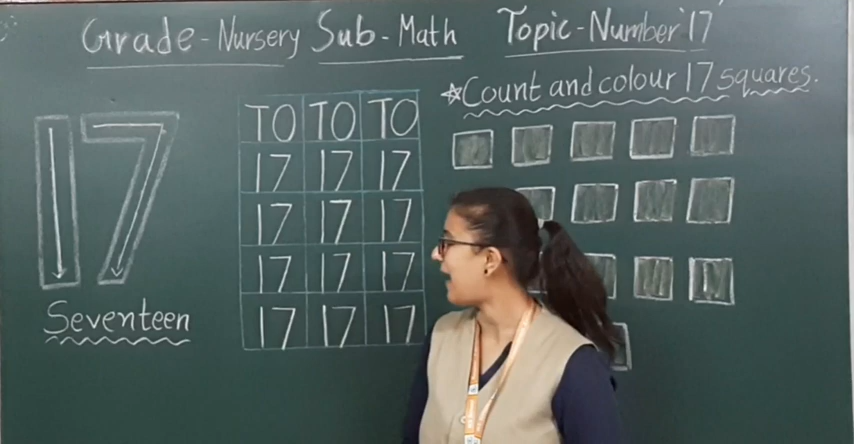 Grade - Nursery Sub - Math Topic - Number '17'
17
Seventeen
TO TO TO
17 17 17
17 17 17
17 17 17
17 17 17
★Count and colour 17 squares.